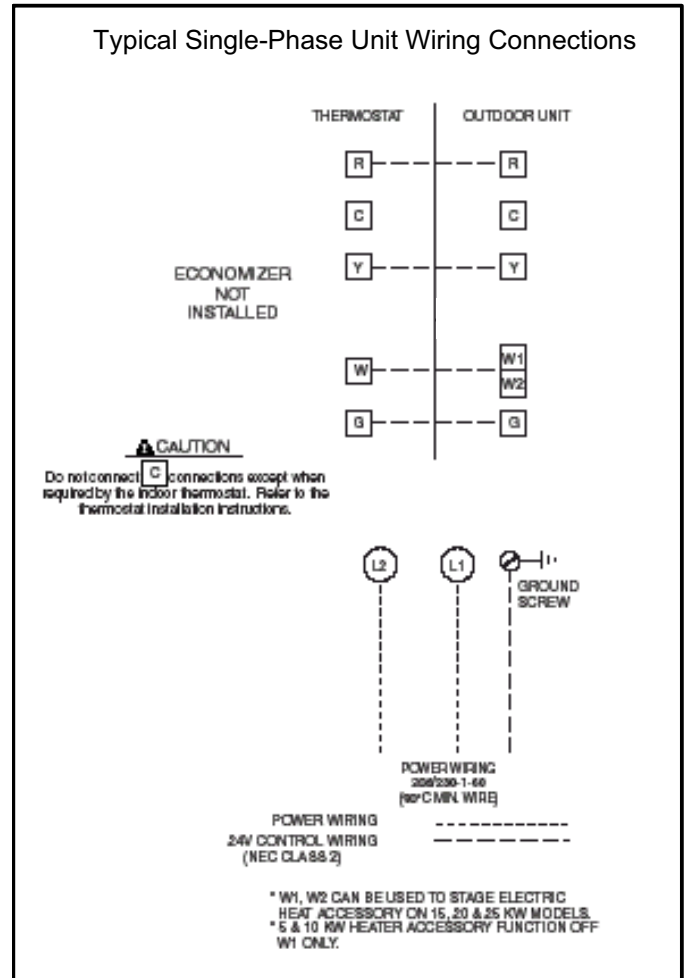 Typical Single-Phase Unit Wiring Connections
THERMOSTAT
OUTDOOR UNIT
R
R
C
C
Y
Y
ECONOMIZER
NOT
INSTALLED
W
W1
W2
G
G
CAUTION
Do not connect C connections except when
required by the indoor thermostat. Refer to the
thermostat installation instructions.
L2
L1
GROUND
SCREW
POWER WIRING
208/230-1-60
(90°C MIN. WIRE)
POWER WIRING
24V CONTROL WIRING
(NEC CLASS 2)
* W1, W2 CAN BE USED TO STAGE ELECTRIC
HEAT ACCESSORY ON 15, 20 & 25 KW MODELS.
* 5 & 10 KW HEATER ACCESSORY FUNCTION OFF
W1 ONLY.